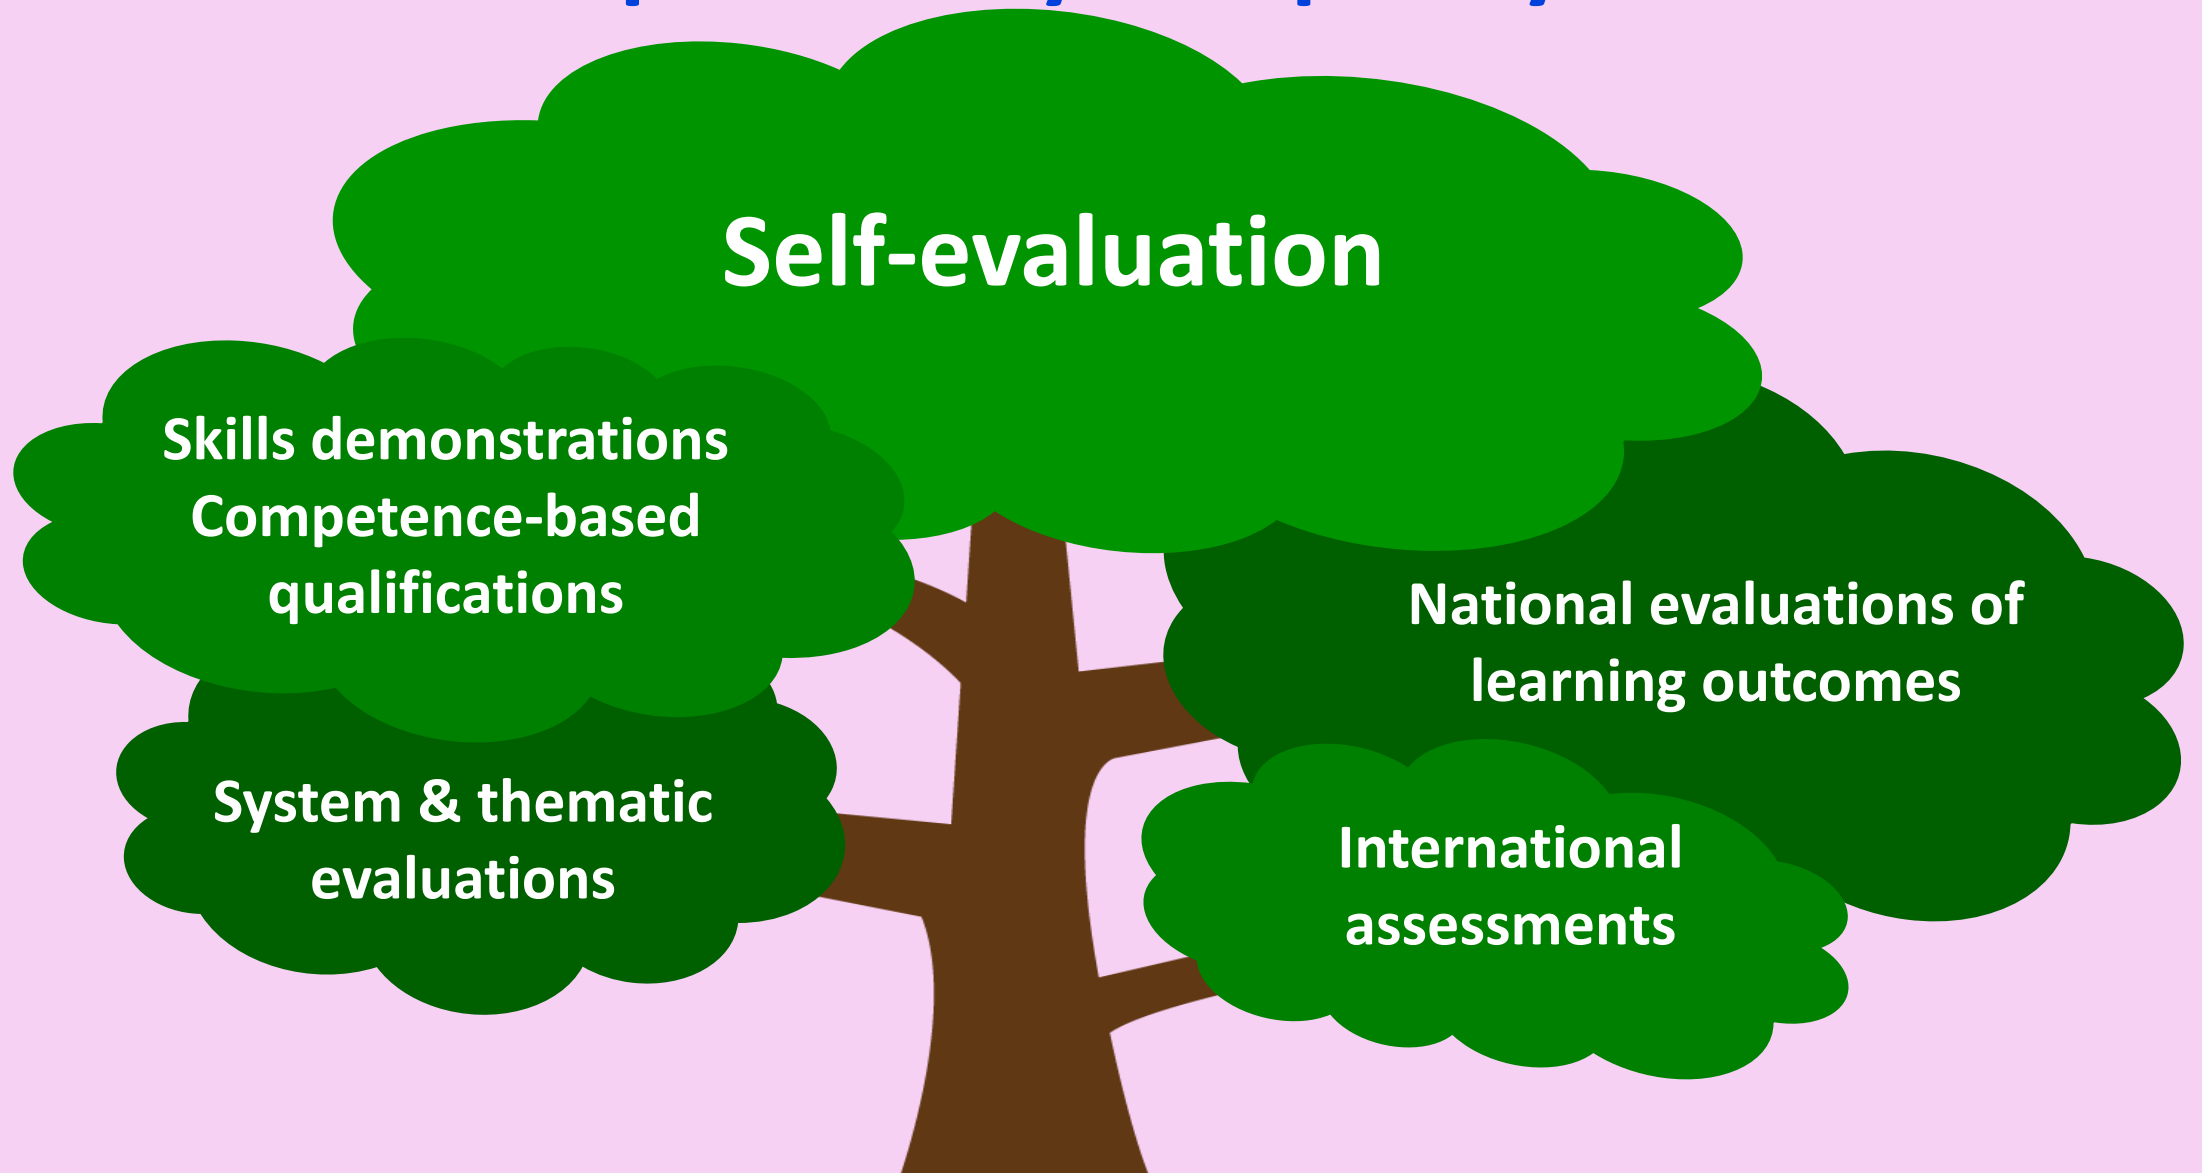 Self-evaluation
Skills demonstrations
Competence-based
qualifications
National evaluations of
learning outcomes
System & thematic
evaluations
International
assessments